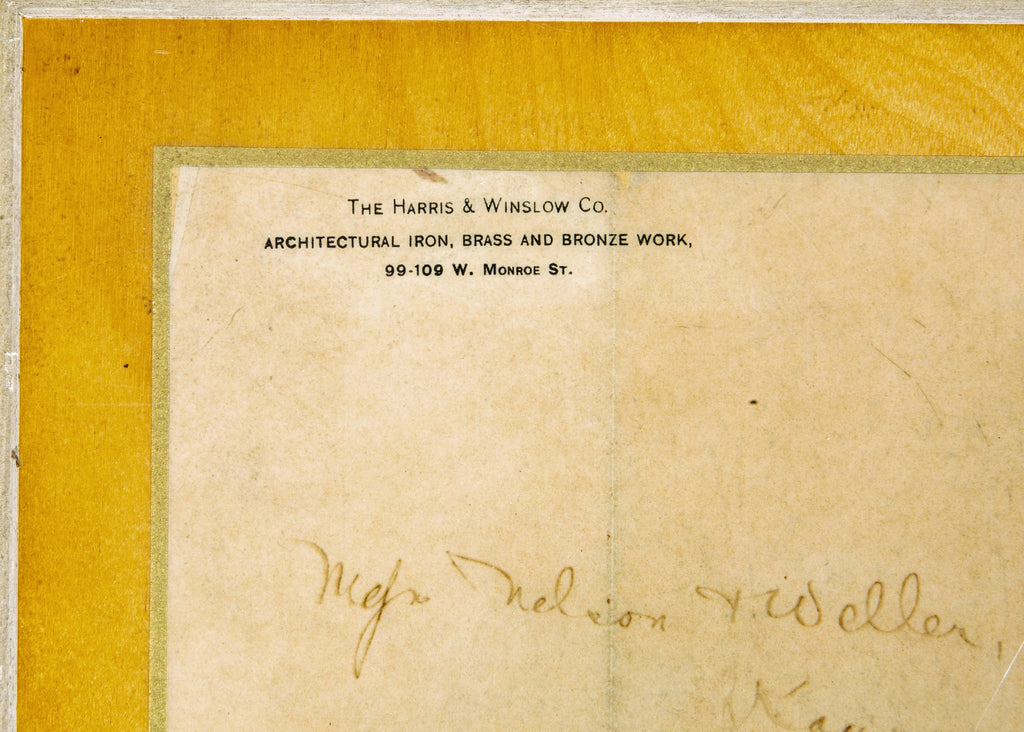 The Harris & Winslow Co.
ARCHITECTURAL IRON, BRASS AND BRONZE WORK,
99-109 W. Monroe St.
Nelson & Weller,